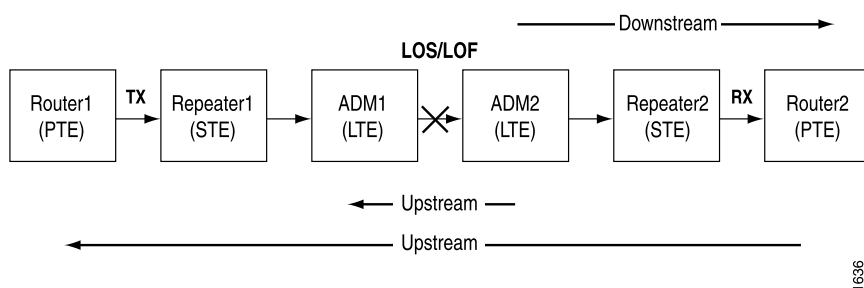 Downstream
LOS/LOF
Router1
(PTE)
TX
Repeater1
(STE)
ADM1
(LTE)
ADM2
(LTE)
Repeater2
(STE)
RX
Router2
(PTE)
Upstream
Upstream
1636